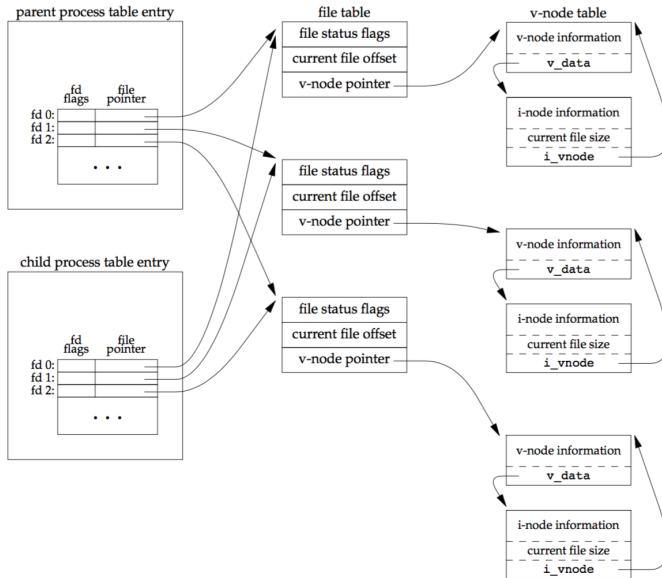 parent process table entry
fd flags
file pointer
fd 0:
fd 1:
fd 2:
• • •
child process table entry
fd flags
file pointer
fd 0:
fd 1:
fd 2:
• • •
file table
file status flags
current file offset
v-node pointer
file status flags
current file offset
v-node pointer
file status flags
current file offset
v-node pointer
v-node table
v-node information
v_data
i-node information
current file size
i_vnode
v-node information
v_data
i-node information
current file size
i_vnode
v-node information
v_data
i-node information
current file size
i_vnode